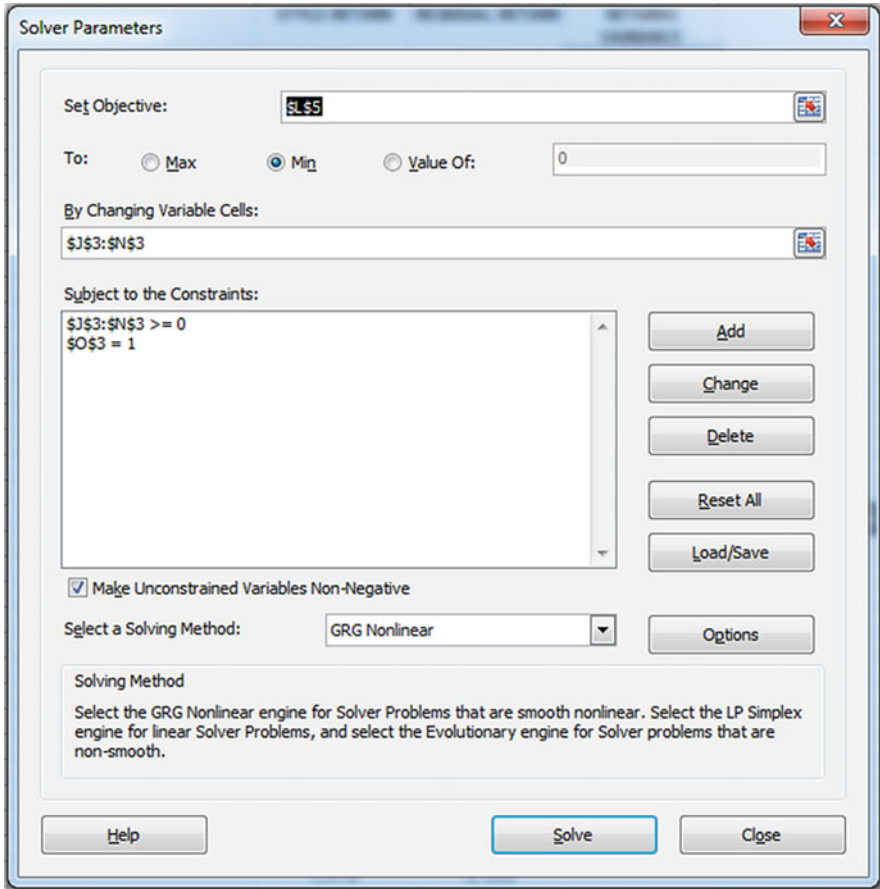 Solver Parameters
Set Objective:
$L$5
To:
Max
Min
Value Of:
0
By Changing Variable Cells:
$J$3:$N$3
Subject to the Constraints:
$J$3:$N$3 >= 0
$O$3 = 1
Add
Change
Delete
Reset All
Load/Save
Make Unconstrained Variables Non-Negative
Select a Solving Method:
GRG Nonlinear
Options
Solving Method
Select the GRG Nonlinear engine for Solver Problems that are smooth nonlinear. Select the LP Simplex
engine for linear Solver Problems, and select the Evolutionary engine for Solver problems that are
non-smooth.
Help
Solve
Close